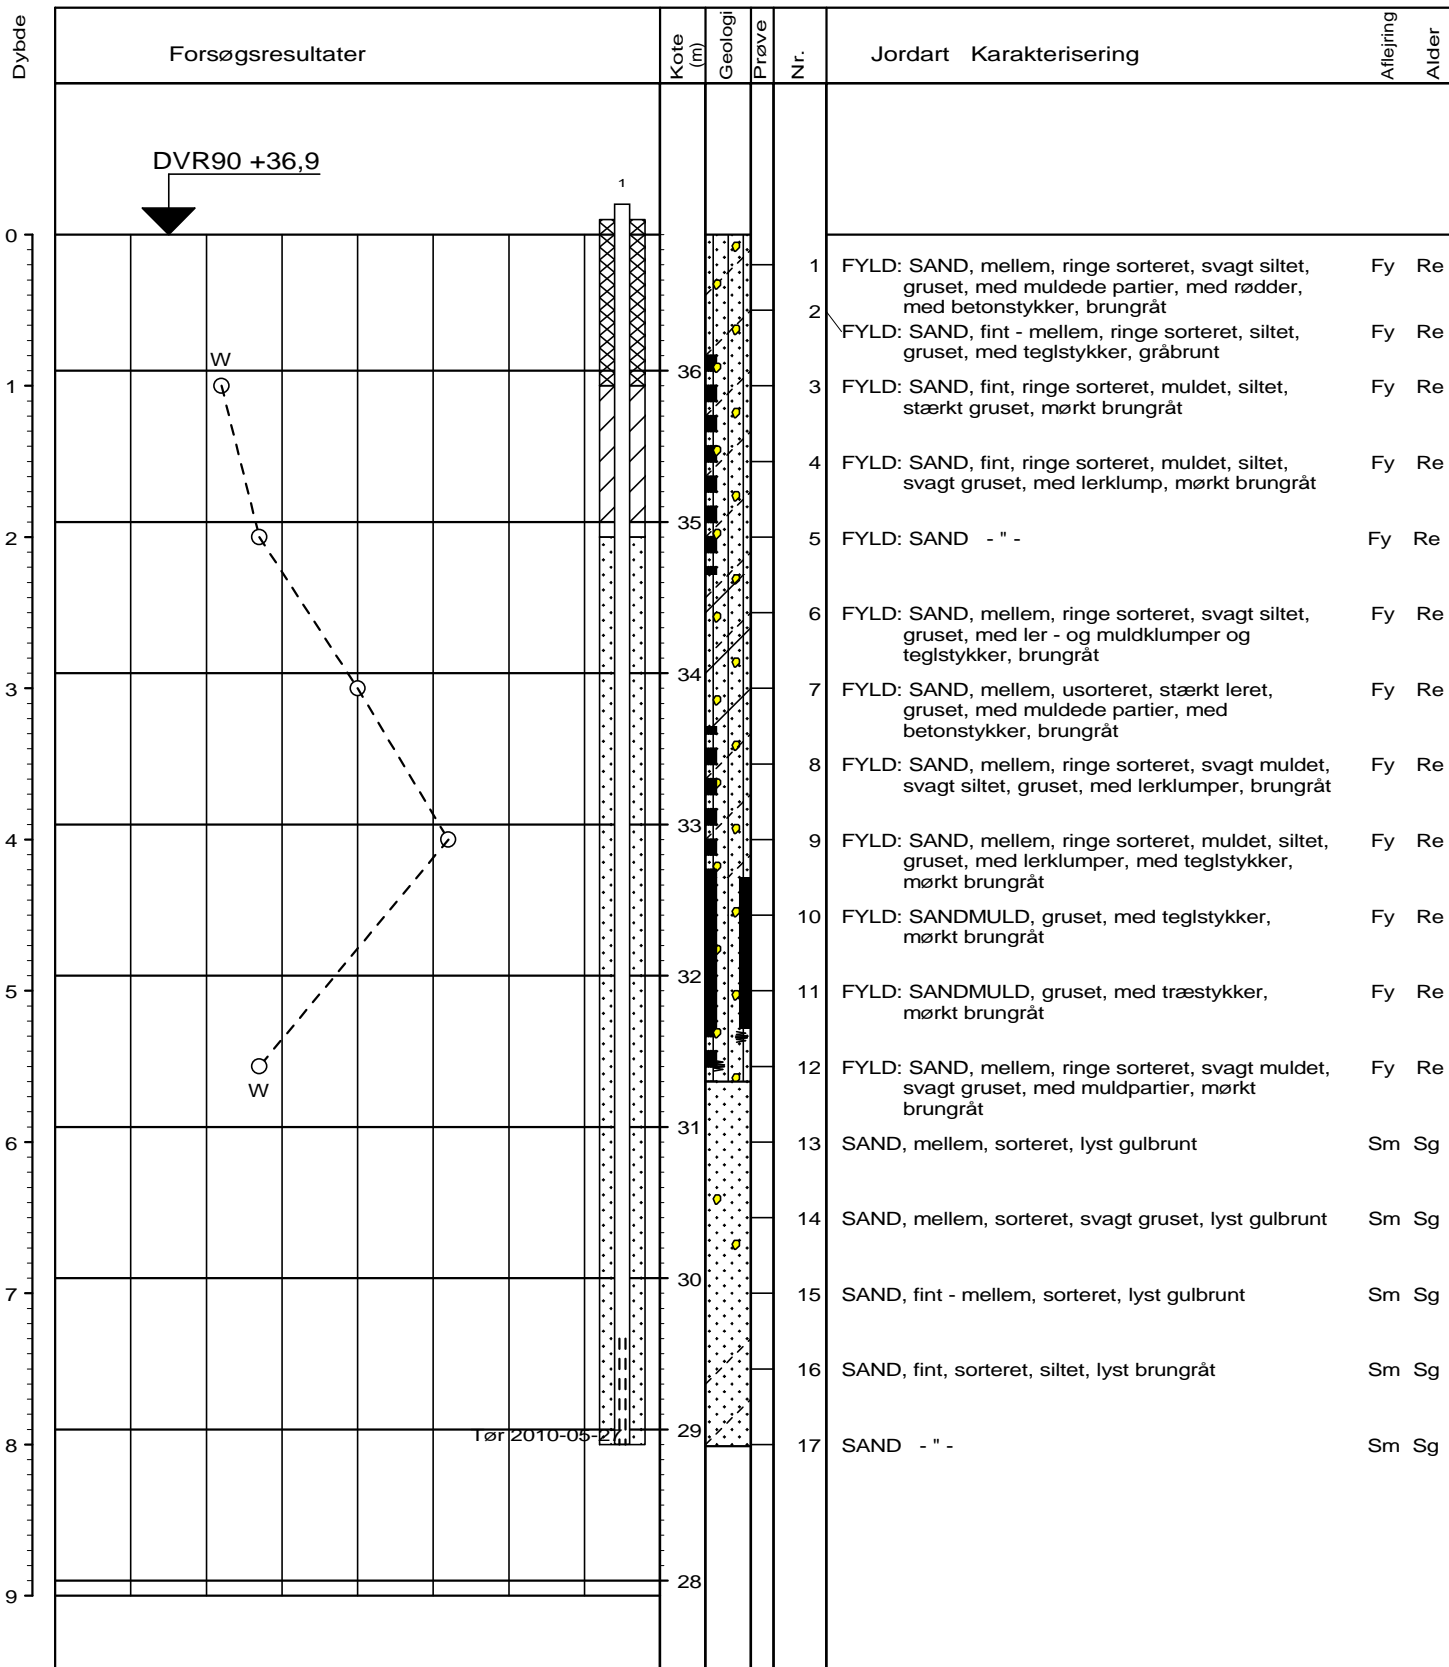 Dybde
Forsøgsresultater
Kote
(m)
Geologi
Prøve
Nr.
Jordart Karakterisering
Aflejring
Alder
DVR90 +36,9
1
0
1
2
3
4
5
6
7
8
9
W
W
Tør 2010-05-27
36
35
34
33
32
31
30
29
28
1 FYLD: SAND, mellem, ringe sorteret, svagt siltet, Fy Re
gruset, med muldede partier, med rødder,
med betonstykker, brungråt
2 FYLD: SAND, fint - mellem, ringe sorteret, siltet, Fy Re
gruset, med teglstykker, gråbrunt
3 FYLD: SAND, fint, ringe sorteret, muldet, siltet, Fy Re
stærkt gruset, mørkt brungråt
4 FYLD: SAND, fint, ringe sorteret, muldet, siltet, Fy Re
svagt gruset, med lerklump, mørkt brungråt
5 FYLD: SAND - " - Fy Re
6 FYLD: SAND, mellem, ringe sorteret, svagt siltet, Fy Re
gruset, med ler - og muldklumper og
teglstykker, brungråt
7 FYLD: SAND, mellem, usorteret, stærkt leret, Fy Re
gruset, med muldede partier, med
betonstykker, brungråt
8 FYLD: SAND, mellem, ringe sorteret, svagt muldet, Fy Re
svagt siltet, gruset, med lerklumper, brungråt
9 FYLD: SAND, mellem, ringe sorteret, muldet, siltet, Fy Re
gruset, med lerklumper, med teglstykker,
mørkt brungråt
10 FYLD: SANDMULD, gruset, med teglstykker, Fy Re
mørkt brungråt
11 FYLD: SANDMULD, gruset, med træstykker, Fy Re
mørkt brungråt
12 FYLD: SAND, mellem, ringe sorteret, svagt muldet, Fy Re
svagt gruset, med muldpartier, mørkt
brungråt
13 SAND, mellem, sorteret, lyst gulbrunt Sm Sg
14 SAND, mellem, sorteret, svagt gruset, lyst gulbrunt Sm Sg
15 SAND, fint - mellem, sorteret, lyst gulbrunt Sm Sg
16 SAND, fint, sorteret, siltet, lyst brungråt Sm Sg
17 SAND - " - Sm Sg